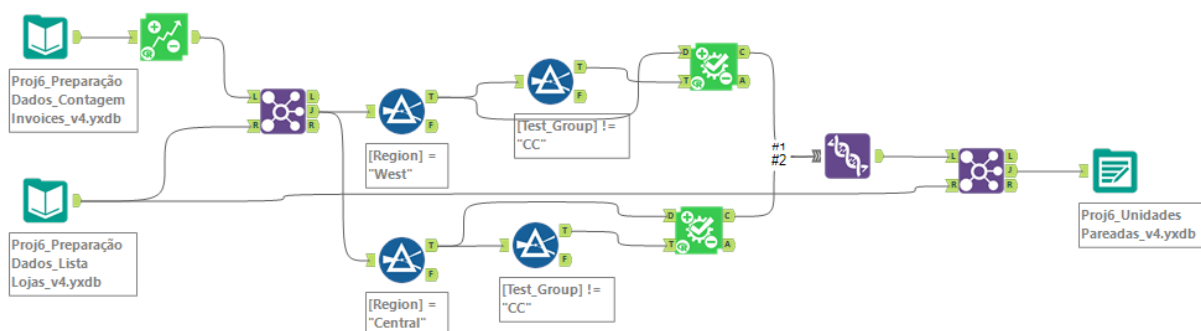 Proj6_Preparação
Dados_Contagem
Invoices_v4.yxdb
L
R
L
J
R
T
F
[Region] =
"West"
T
F
[Test_Group] !=
"CC"
D
T
C
A
#1
#2
L
R
L
J
R
Proj6_Unidades
Pareadas_v4.yxdb
Proj6_Preparação
Dados_Lista
Lojas_v4.yxdb
T
F
[Region] =
"Central"
T
F
[Test_Group] !=
"CC"
D
T
C
A